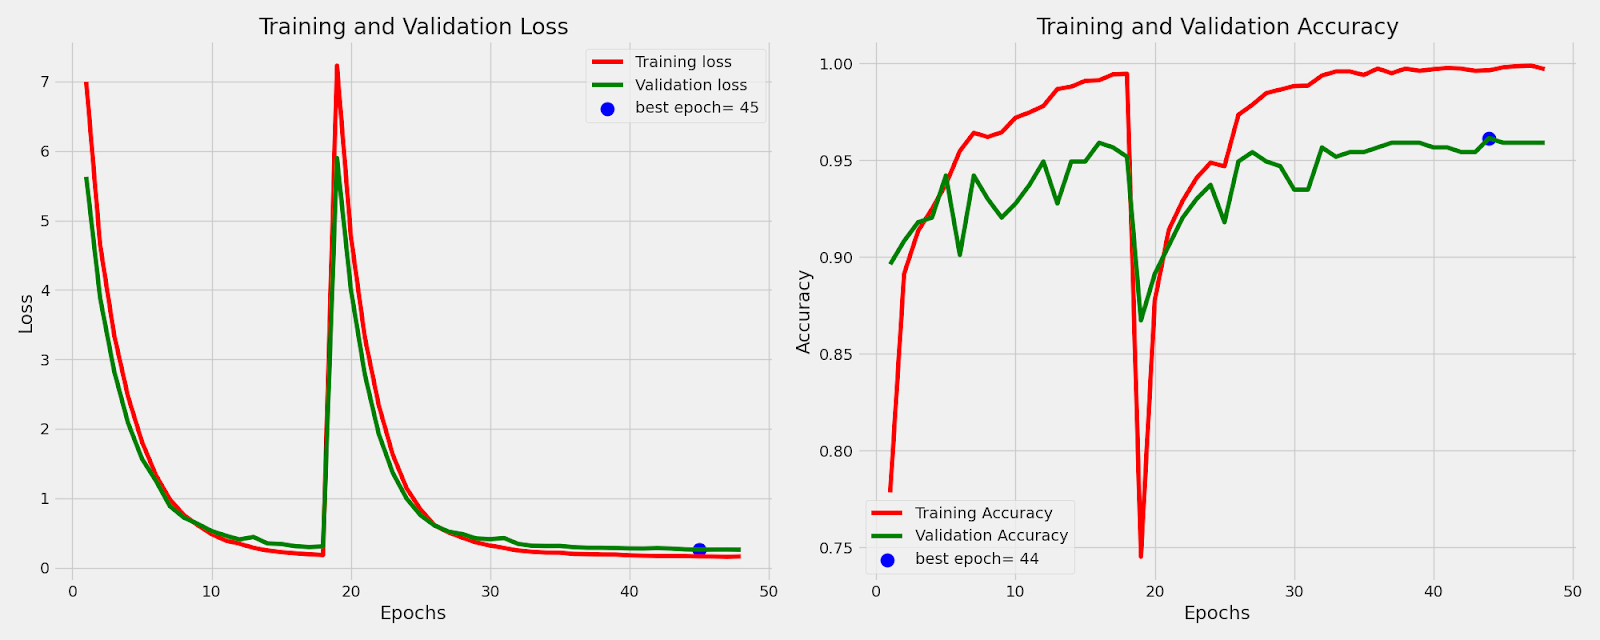 Training and Validation Loss
Training loss
Validation loss
best epoch= 45
7
6
5
4
3
2
1
0
Loss
0 10 20 30 40 50
Epochs
Training and Validation Accuracy
1.00
0.95
0.90
0.85
0.80
0.75
Accuracy
Training Accuracy
Validation Accuracy
best epoch= 44
0 10 20 30 40 50
Epochs